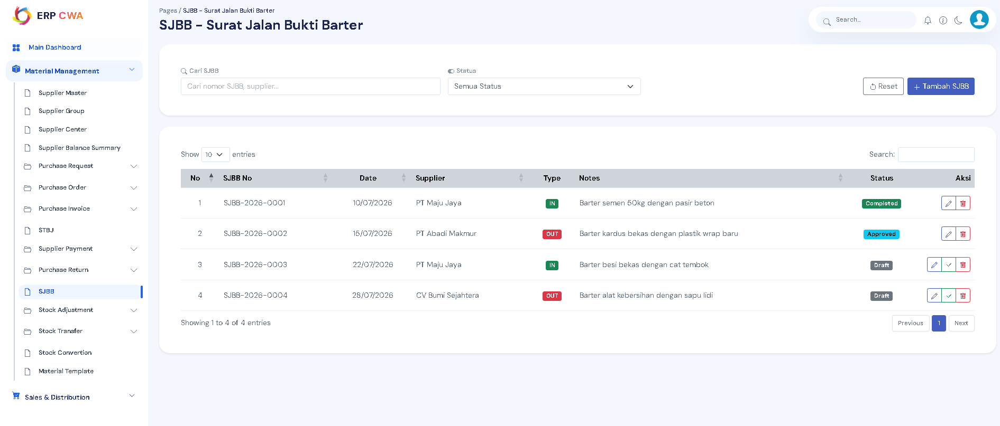 ERP CWA
Main Dashboard
Material Management
Supplier Master
Supplier Group
Supplier Center
Supplier Balance Summary
Purchase Request
Purchase Order
Purchase Invoice
STBJ
Supplier Payment
Purchase Return
SJBB
Stock Adjustment
Stock Transfer
Stock Convertion
Material Template
Sales & Distribution
Pages / SJBB - Surat Jalan Bukti Barter
SJBB - Surat Jalan Bukti Barter
Search...
Cari SJBB
Status
Cari nomor SJBB, supplier...
Semua Status
Reset
Tambah SJBB
Show 10 entries
Search:
No SJBB No Date Supplier Type Notes Status Aksi
1 SJBB-2026-0001 10/07/2026 PT Maju Jaya IN Barter semen 50kg dengan pasir beton Completed
2 SJBB-2026-0002 15/07/2026 PT Abadi Makmur OUT Barter kardus bekas dengan plastik wrap baru Approved
3 SJBB-2026-0003 22/07/2026 PT Maju Jaya IN Barter besi bekas dengan cat tembok Draft
4 SJBB-2026-0004 28/07/2026 CV Bumi Sejahtera OUT Barter alat kebersihan dengan sapu lidi Draft
Showing 1 to 4 of 4 entries
Previous 1 Next